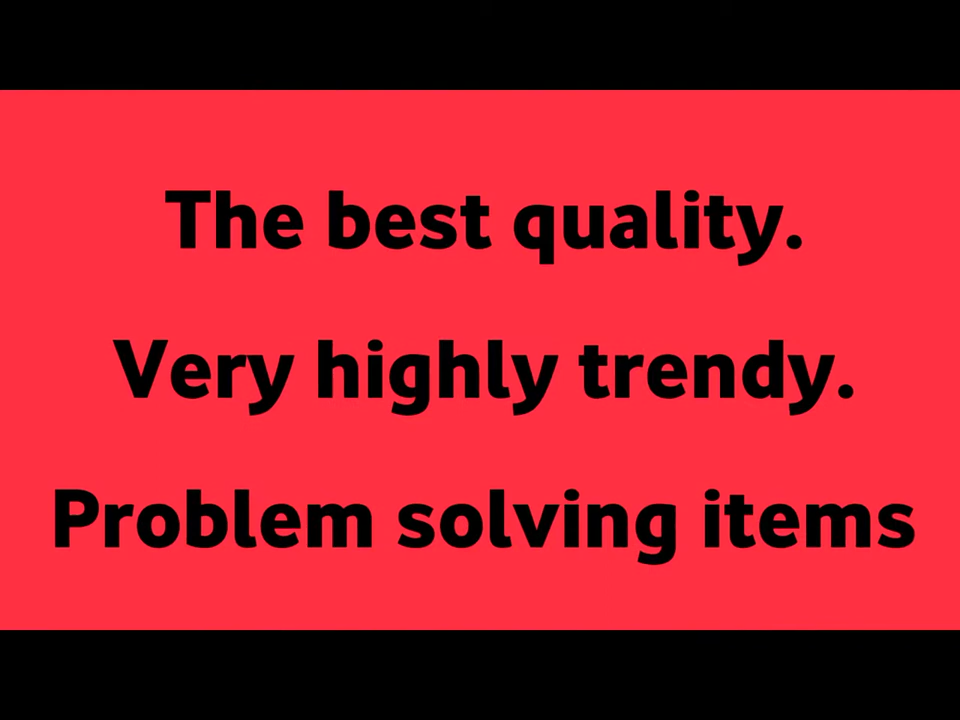 The best quality.
Very highly trendy.
Problem solving items